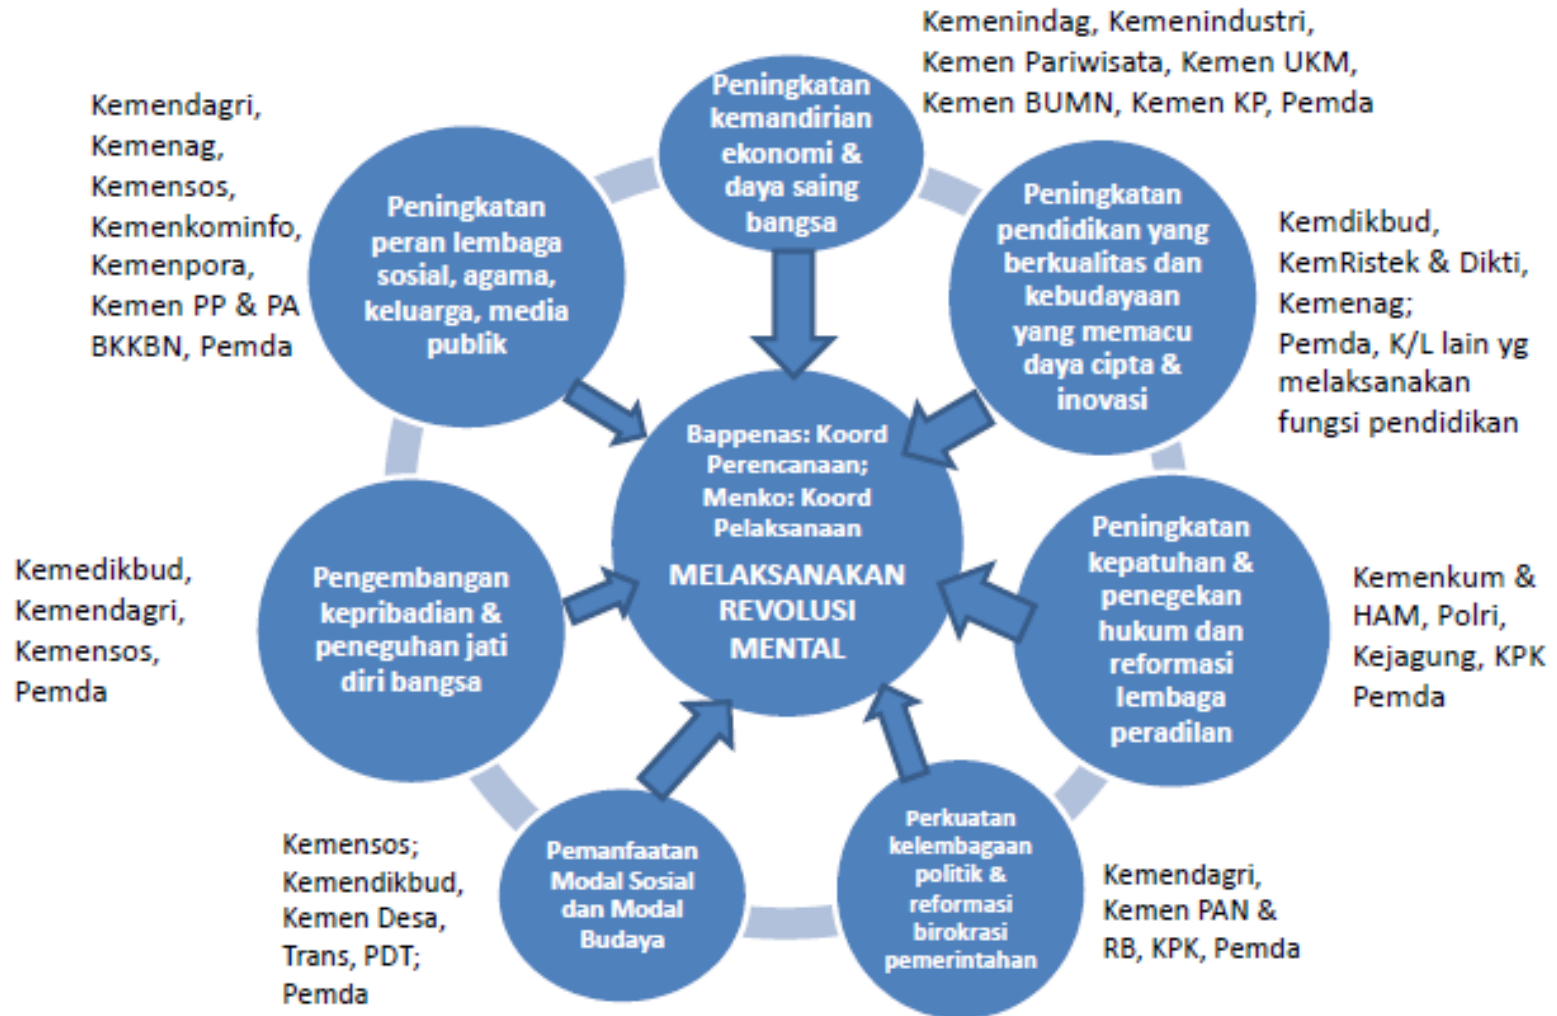 Kemenindag, Kemenindustri,
Kemen Pariwisata, Kemen UKM,
Kemen BUMN, Kemen KP, Pemda
Peningkatan
kemandirian
ekonomi &
daya saing
bangsa
Kemendagri,
Kemenag,
Kemensos,
Kemenkominfo,
Kemenpora,
Kemen PP & PA
BKKBN, Pemda
Peningkatan
peran lembaga
sosial, agama,
keluarga, media
publik
Peningkatan
pendidikan yang
berkualitas dan
kebudayaan
yang memacu
daya cipta &
inovasi
Kemdikbud,
KemRistek & Dikti,
Kemenag;
Pemda, K/L lain yg
melaksanakan
fungsi pendidikan
Bappenas: Koord
Perencanaan;
Menko: Koord
Pelaksanaan
MELAKSANAKAN
REVOLUSI
MENTAL
Kemedikbud,
Kemendagri,
Kemensos,
Pemda
Pengembangan
kepribadian &
peneguhan jati
diri bangsa
Peningkatan
kepatuhan &
penegekan
hukum dan
reformasi
lembaga
peradilan
Kemenkum &
HAM, Polri,
Kejagung, KPK
Pemda
Kemensos;
Kemendikbud,
Kemen Desa,
Trans, PDT;
Pemda
Pemanfaatan
Modal Sosial
dan Modal
Budaya
Perkuatan
kelembagaan
politik &
reformasi
birokrasi
pemerintahan
Kemendagri,
Kemen PAN &
RB, KPK, Pemda